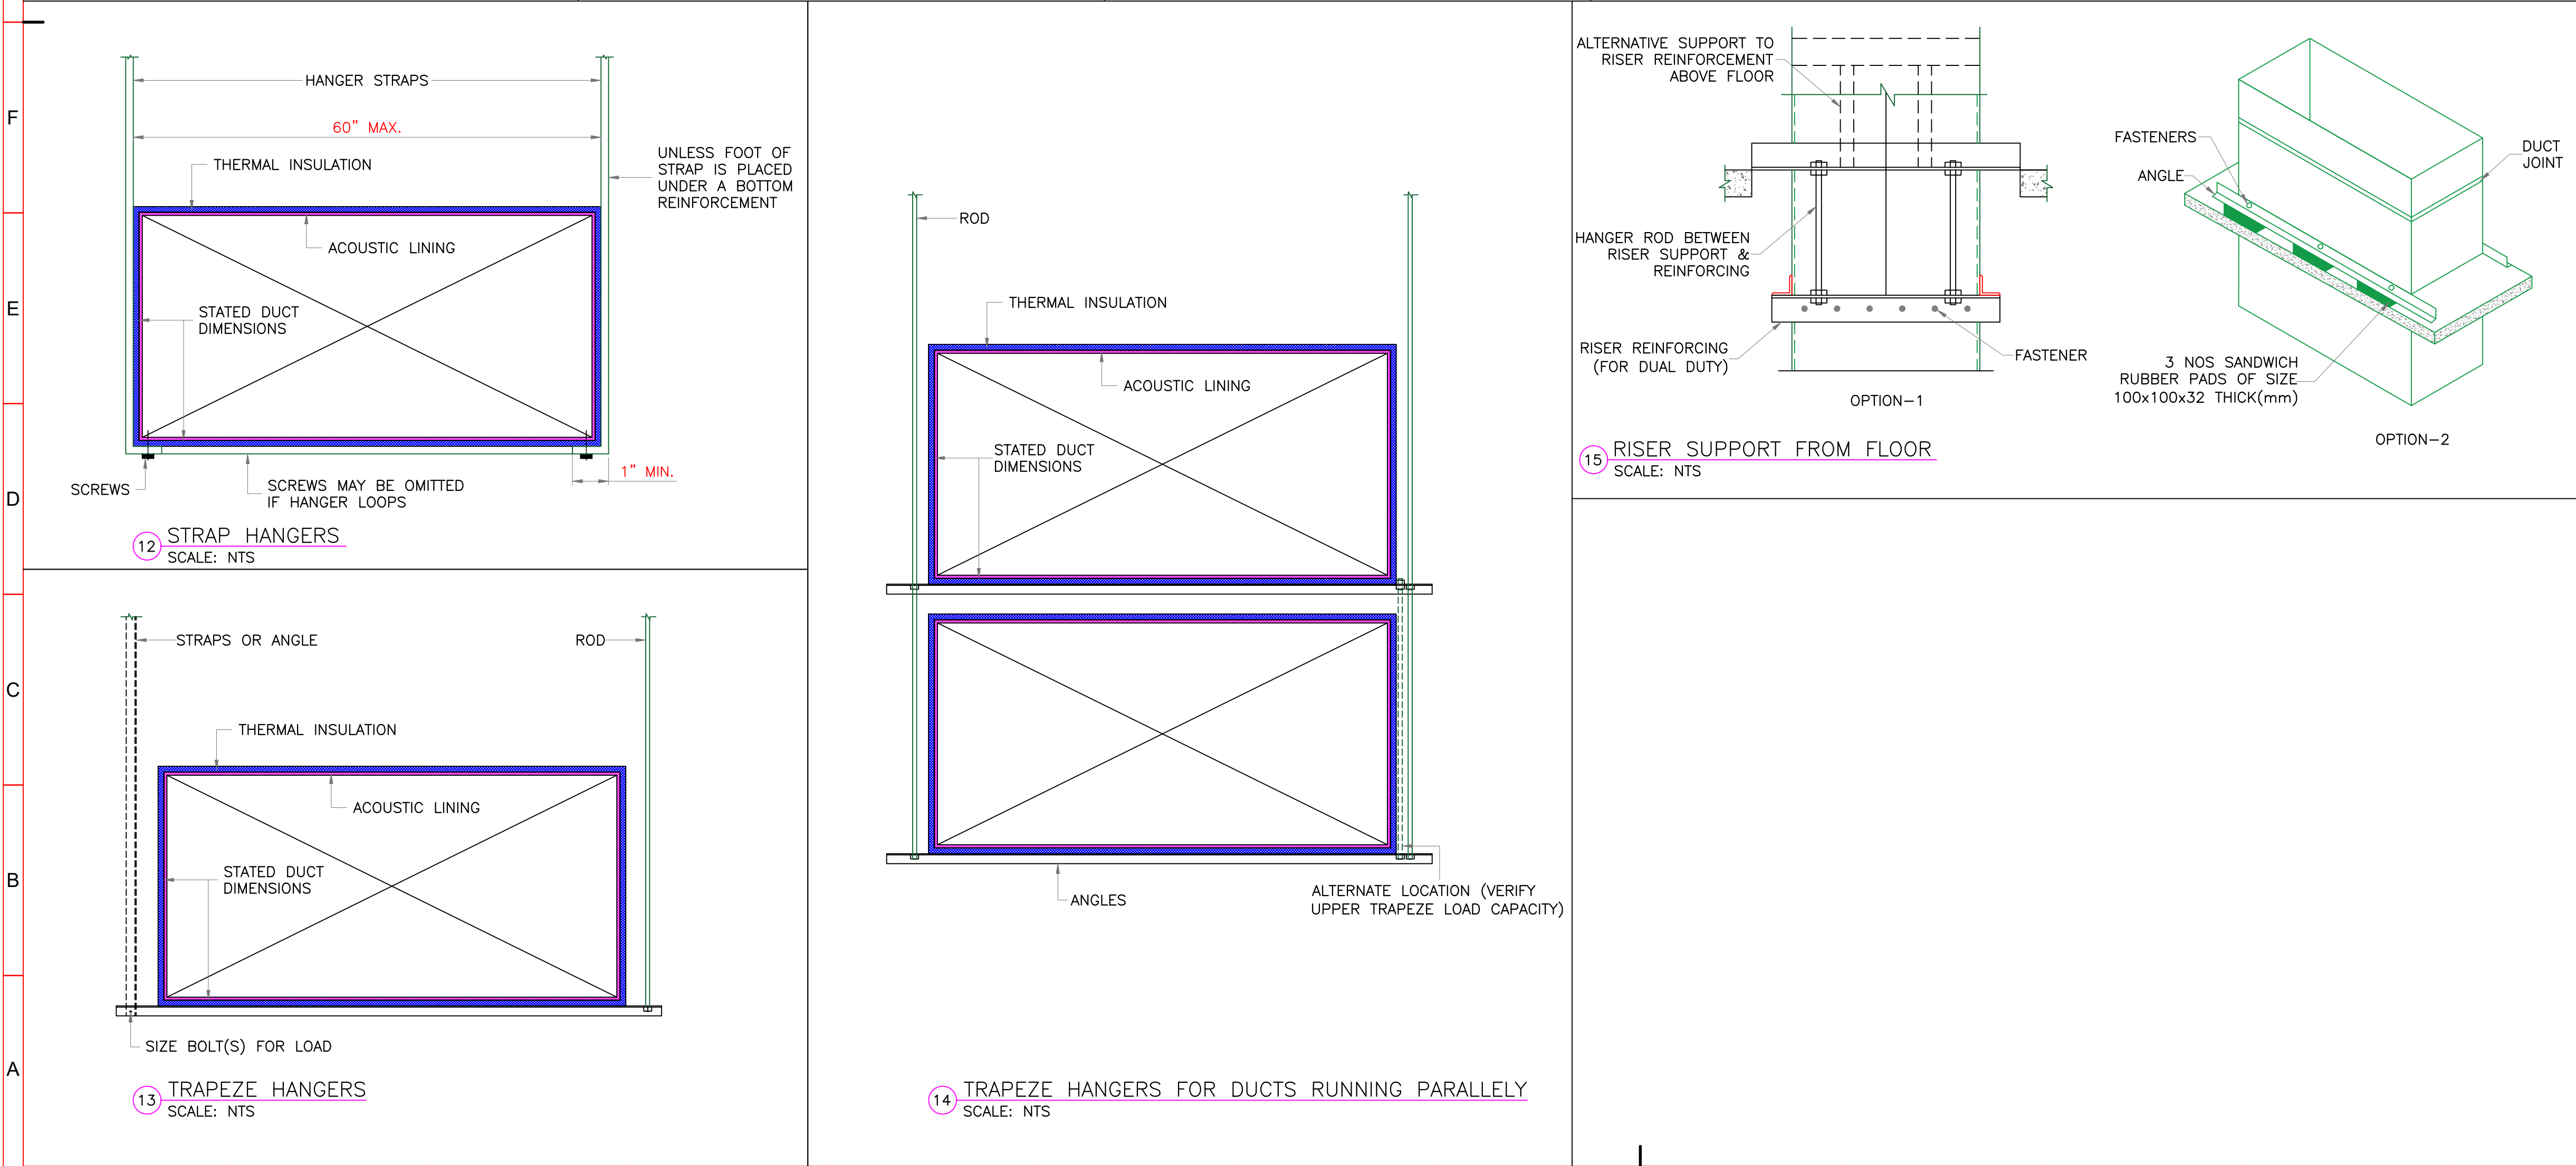 F
E
D
C
B
A
HANGER STRAPS
60" MAX.
THERMAL INSULATION
UNLESS FOOT OF
STRAP IS PLACED
UNDER A BOTTOM
REINFORCEMENT
ACOUSTIC LINING
STATED DUCT
DIMENSIONS
1" MIN.
SCREWS
SCREWS MAY BE OMITTED
IF HANGER LOOPS
12 STRAP HANGERS
SCALE: NTS
STRAPS OR ANGLE
ROD
THERMAL INSULATION
ACOUSTIC LINING
STATED DUCT
DIMENSIONS
SIZE BOLT(S) FOR LOAD
13 TRAPEZE HANGERS
SCALE: NTS
ROD
THERMAL INSULATION
ACOUSTIC LINING
STATED DUCT
DIMENSIONS
ANGLES
ALTERNATE LOCATION (VERIFY
UPPER TRAPEZE LOAD CAPACITY)
14 TRAPEZE HANGERS FOR DUCTS RUNNING PARALLELY
SCALE: NTS
ALTERNATIVE SUPPORT TO
RISER REINFORCEMENT
ABOVE FLOOR
HANGER ROD BETWEEN
RISER SUPPORT &
REINFORCING
RISER REINFORCING
(FOR DUAL DUTY)
FASTENER
OPTION-1
FASTENERS
ANGLE
DUCT
JOINT
3 NOS SANDWICH
RUBBER PADS OF SIZE
100x100x32 THICK(mm)
OPTION-2
15 RISER SUPPORT FROM FLOOR
SCALE: NTS